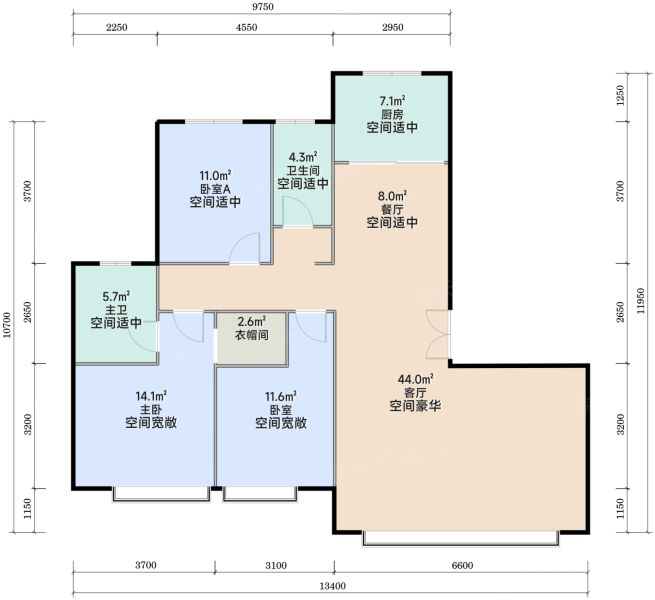 9750
2250 4550 2950
7.1㎡
厨房
空间适中
1250
11.0㎡
卧室A
空间适中
4.3㎡
卫生间
空间适中
3700
8.0㎡
餐厅
空间适中
3700
10700
5.7㎡
主卫
空间适中
2650
2.6㎡
衣帽间
2650
11950
14.1㎡
主卧
空间宽敞
11.6㎡
卧室
空间宽敞
44.0㎡
客厅
空间豪华
3200
3200
1150
1150
3700 3100 6600
13400